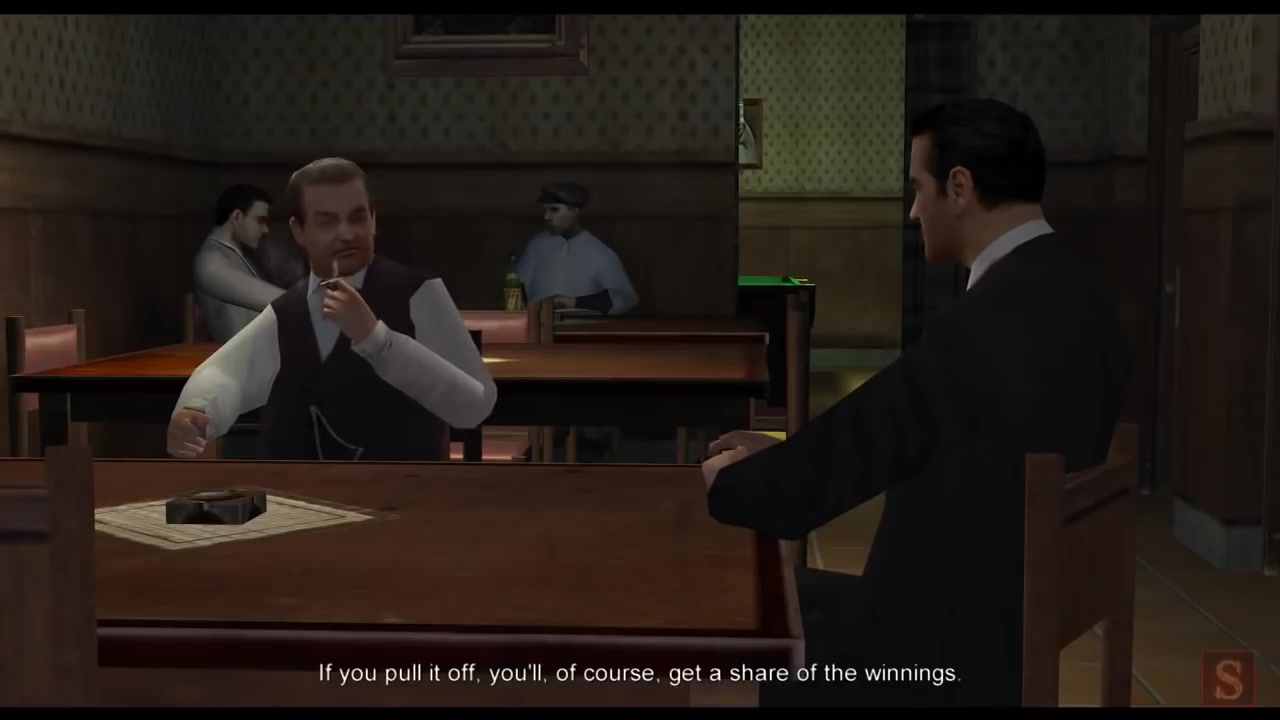 If you pull it off, you'll, of course, get a share of the winnings.
S